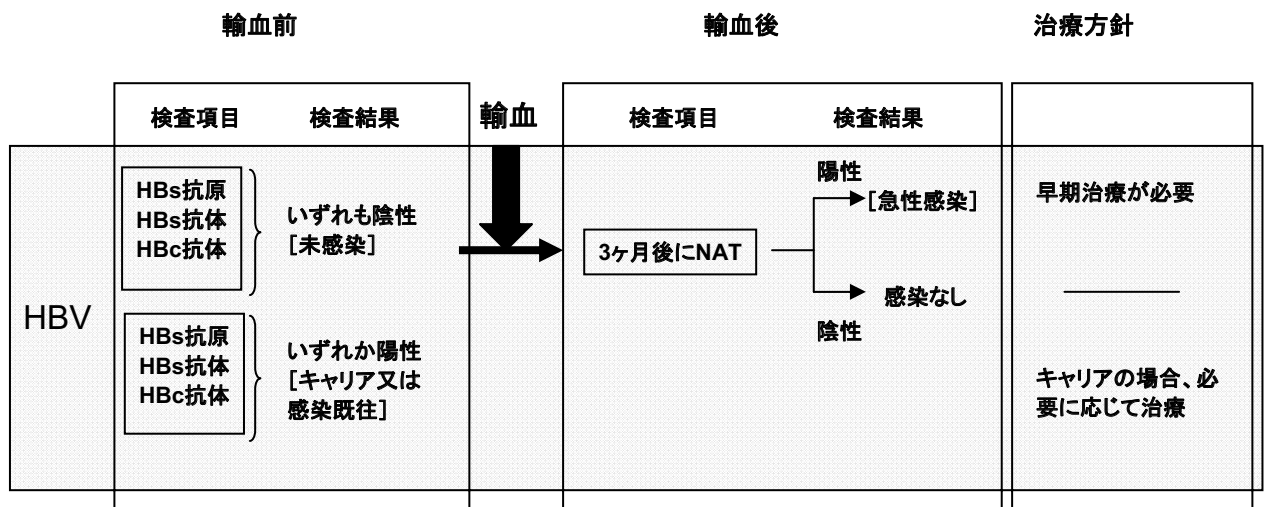 輸血前
輸血後
治療方針
検査項目
検査結果
輸血
検査項目
検査結果
HBV
HBs抗原
HBs抗体
HBc抗体
いずれも陰性
[未感染]
3ヶ月後にNAT
陽性
[急性感染]
感染なし
陰性
早期治療が必要
HBs抗原
HBs抗体
HBc抗体
いずれか陽性
[キャリア又は
感染既往]
キャリアの場合、必
要に応じて治療